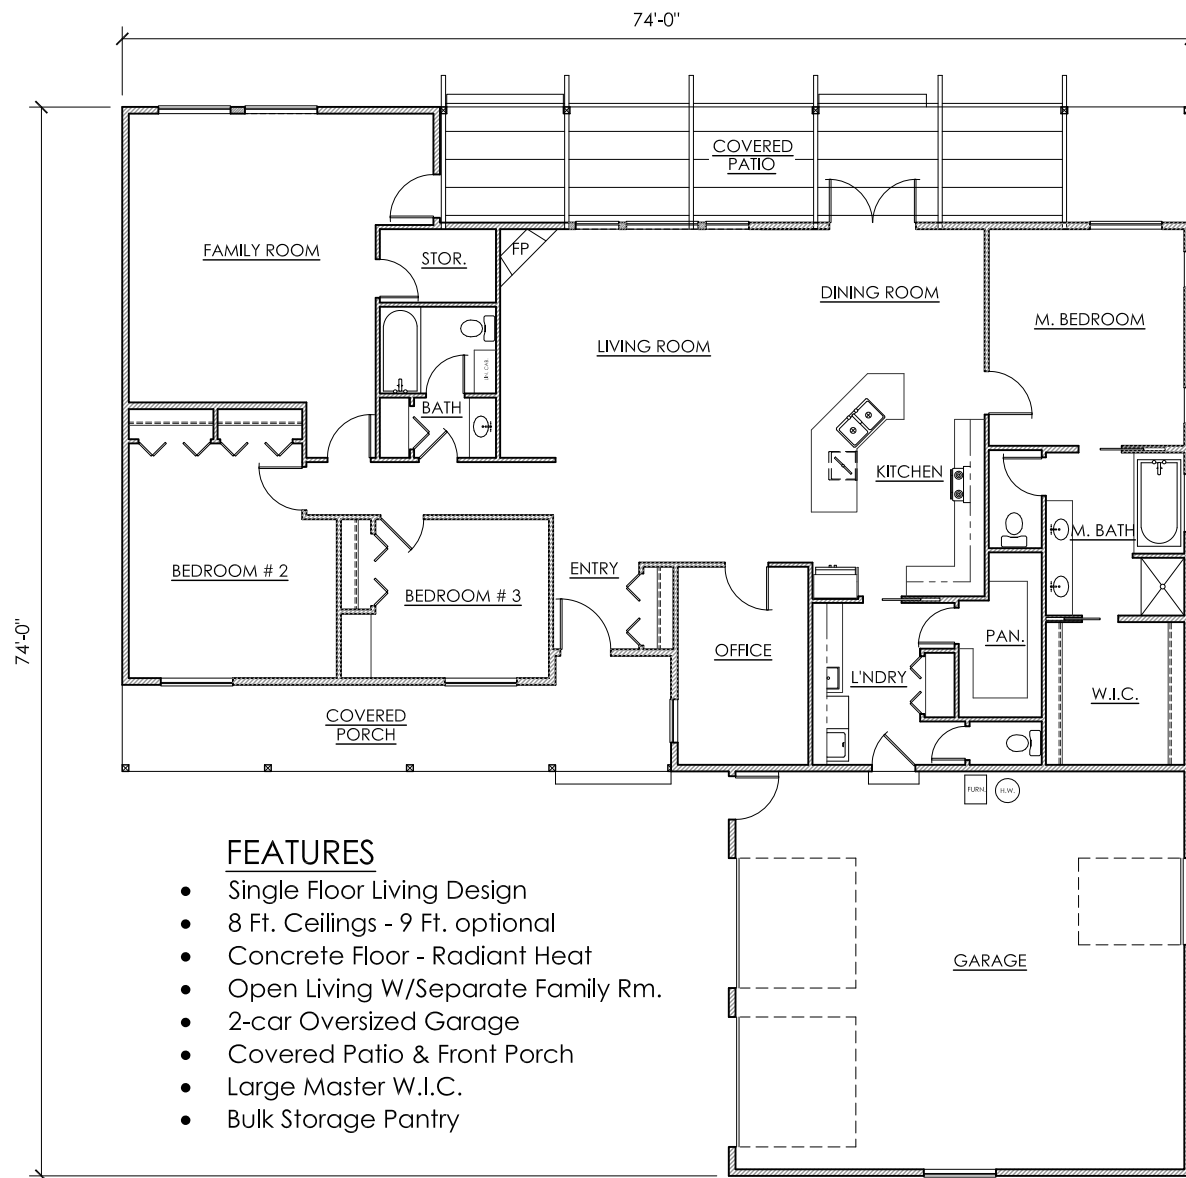 74'-0"
COVERED
PATIO
FAMILY ROOM
STOR.
FP
DINING ROOM
M. BEDROOM
LIVING ROOM
LIN. CAB.
BATH
KITCHEN
M. BATH
BEDROOM # 2
ENTRY
BEDROOM # 3
74'-0"
OFFICE
PAN.
L'NDRY
W.I.C.
COVERED
PORCH
FURN.
H.W.
GARAGE
FEATURES
• Single Floor Living Design
• 8 Ft. Ceilings - 9 Ft. optional
• Concrete Floor - Radiant Heat
• Open Living W/Separate Family Rm.
• 2-car Oversized Garage
• Covered Patio & Front Porch
• Large Master W.I.C.
• Bulk Storage Pantry